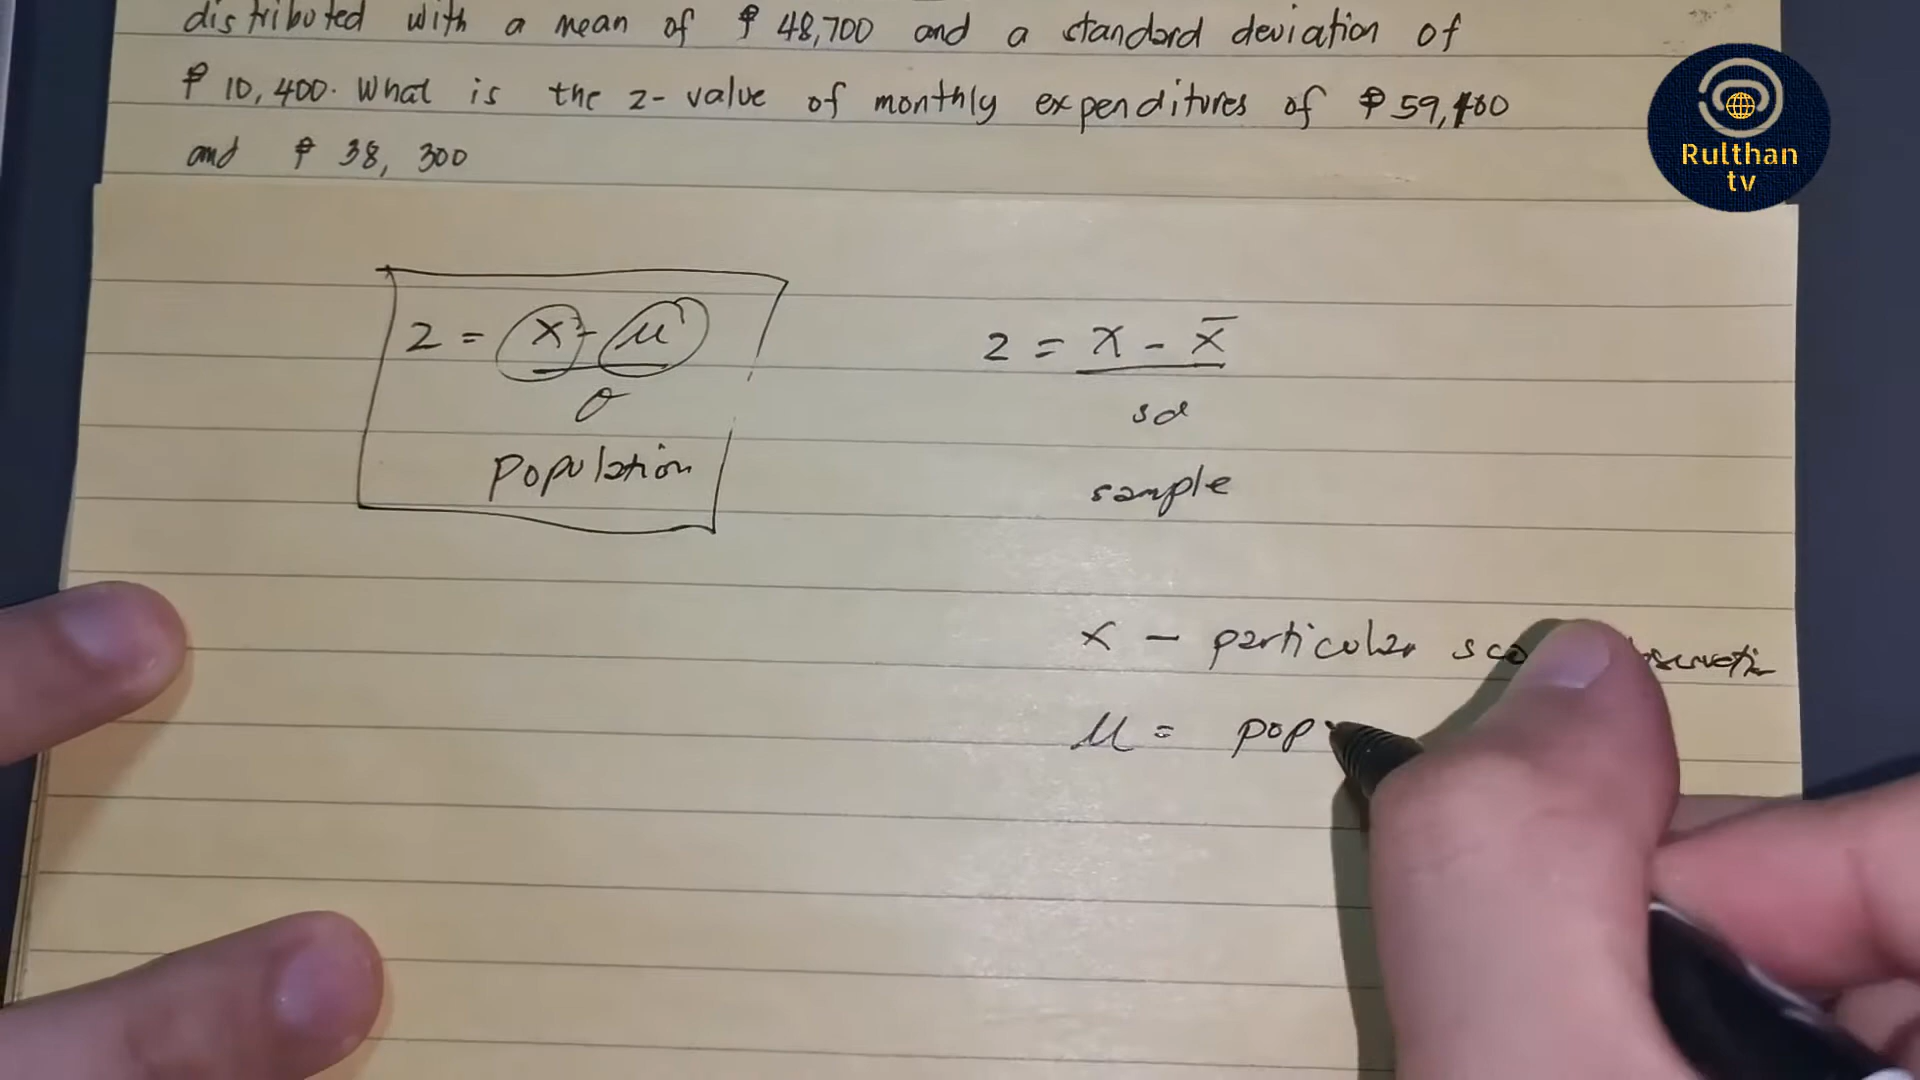 distributed with a mean of ₱ 48,700 and a standard deviation of
₱ 10,400. What is the z-value of monthly expenditures of ₱ 59,100
and ₱ 38, 300
Rulthan
tv
z = x - μ
σ
population
z = x - x̄
sd
sample
x - particular
μ = pop